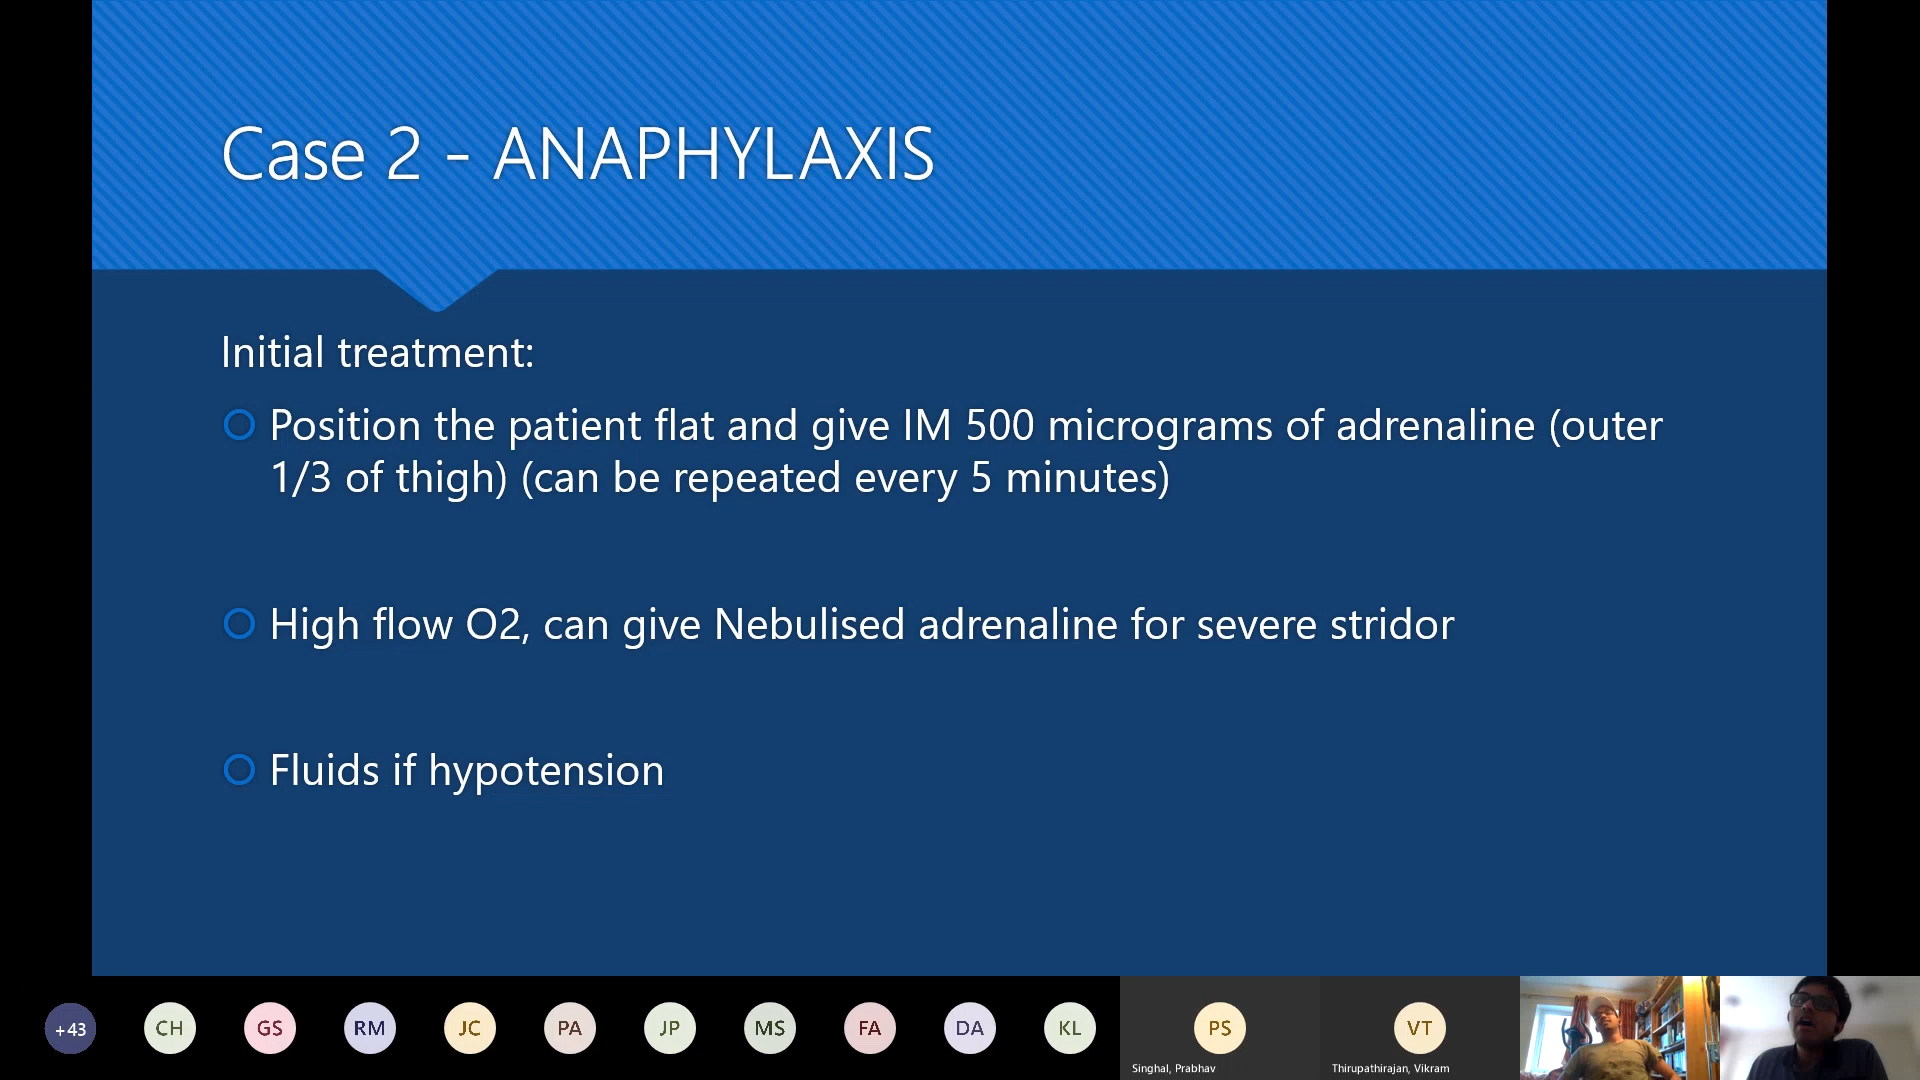 Case 2 - ANAPHYLAXIS
Initial treatment:
Position the patient flat and give IM 500 micrograms of adrenaline (outer
1/3 of thigh) (can be repeated every 5 minutes)
High flow O2, can give Nebulised adrenaline for severe stridor
Fluids if hypotension
+43
CH
GS
RM
JC
PA
JP
MS
FA
DA
KL
PS
VT
Singhal, Prabhav
Thirupathirajan, Vikram